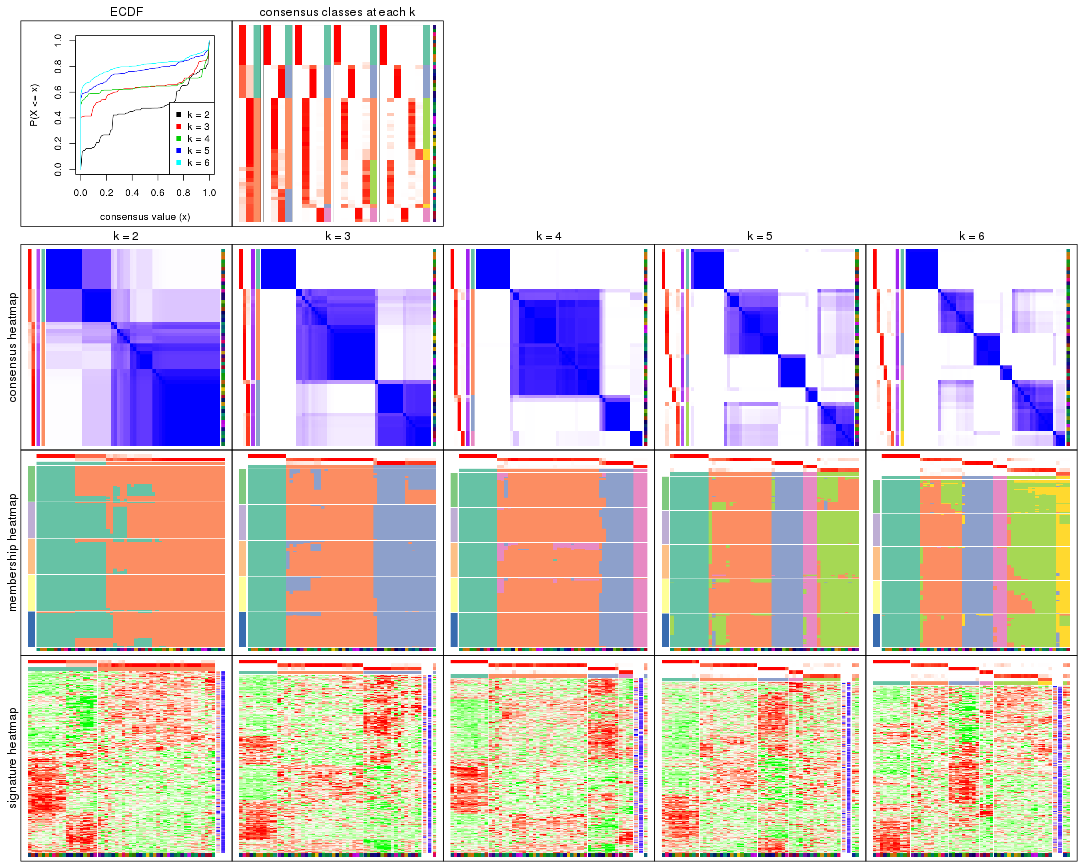 ECDF
consensus classes at each k
P(X <= x)
0.0 0.2 0.4 0.6 0.8 1.0
k = 2
k = 3
k = 4
k = 5
k = 6
0.0 0.2 0.4 0.6 0.8 1.0
consensus value (x)
k = 2
k = 3
k = 4
k = 5
k = 6
consensus heatmap
membership heatmap
signature heatmap